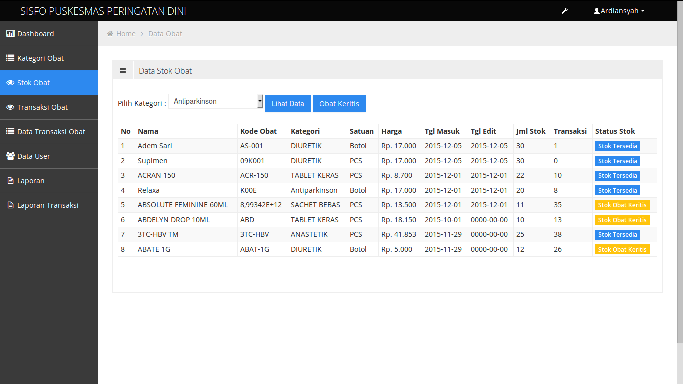 SISFO PUSKESMAS PERINGATAN DINI
Ardiansyah
Dashboard
Kategori Obat
Stok Obat
Transaksi Obat
Data Transaksi Obat
Data User
Laporan
Laporan Transaksi
Home > Data Obat
Data Stok Obat
Pilih Kategori : Antiparkinson Lihat Data Obat Keritis
No Nama Kode Obat Kategori Satuan Harga Tgl Masuk Tgl Edit Jml Stok Transaksi Status Stok
1 Adem Sari AS-001 DIURETIK Botol Rp. 17.000 2015-12-05 2015-12-05 30 1 Stok Tersedia
2 Supimen 09K001 DIURETIK PCS Rp. 17.000 2015-12-05 2015-12-05 30 0 Stok Tersedia
3 ACRAN 150 ACR-150 TABLET KERAS PCS Rp. 8.700 2015-12-01 2015-12-01 22 10 Stok Tersedia
4 Relaxa K00L Antiparkinson Botol Rp. 17.000 2015-12-01 2015-12-01 20 8 Stok Tersedia
5 ABSOLUTE FEMININE 60ML 8,99342E+12 SACHET BEBAS PCS Rp. 13.500 2015-12-01 2015-12-01 11 35 Stok Obat Keritis
6 ABDELYN DROP 10ML ABD TABLET KERAS PCS Rp. 18.150 2015-10-01 0000-00-00 10 13 Stok Obat Keritis
7 3TC-HBV TM 3TC-HBV ANASTETIK PCS Rp. 41.853 2015-11-29 0000-00-00 25 38 Stok Tersedia
8 ABATE 1G ABAT-1G DIURETIK Botol Rp. 5.000 2015-11-29 0000-00-00 12 26 Stok Obat Keritis